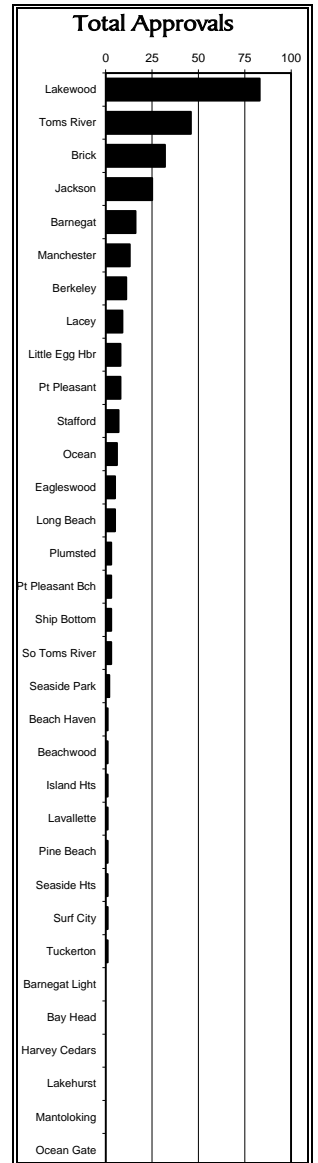 Total Approvals
0 25 50 75 100
Lakewood
Toms River
Brick
Jackson
Barnegat
Manchester
Berkeley
Lacey
Little Egg Hbr
Pt Pleasant
Stafford
Ocean
Eagleswood
Long Beach
Plumsted
Pt Pleasant Bch
Ship Bottom
So Toms River
Seaside Park
Beach Haven
Beachwood
Island Hts
Lavallette
Pine Beach
Seaside Hts
Surf City
Tuckerton
Barnegat Light
Bay Head
Harvey Cedars
Lakehurst
Mantoloking
Ocean Gate